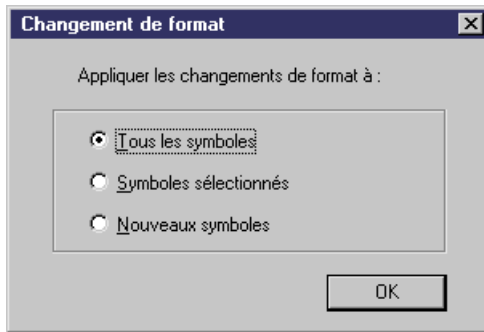 Changement de format
Appliquer les changements de format à :
Tous les symboles
Symboles sélectionnés
Nouveaux symboles
OK